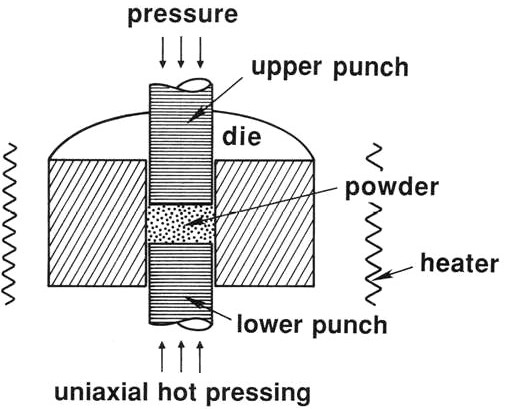 pressure
upper punch
die
powder
heater
lower punch
uniaxial hot pressing